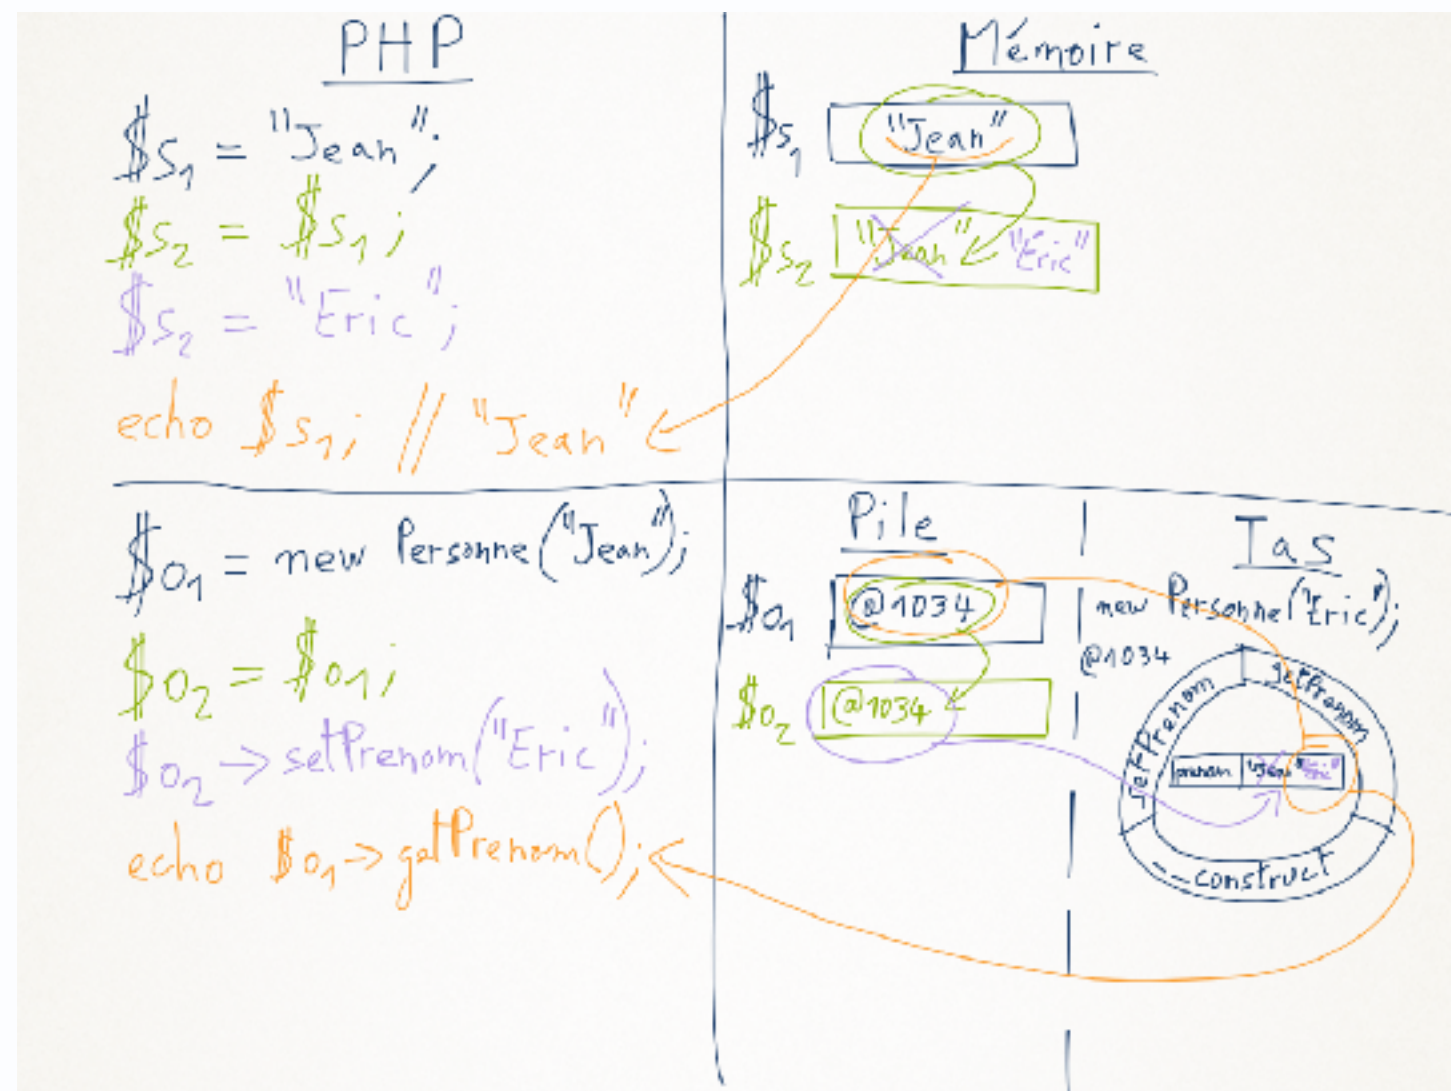 PHP
$s1 = "Jean";
$s2 = $s1;
$s2 = "Eric";
echo $s1; // "Jean"
Mémoire
$s1 "Jean"
$s2 "Jean" "Eric"
$o1 = new Personne("Jean");
$o2 = $o1;
$o2 -> setPrenom("Eric");
echo $o1 -> getPrenom();
Pile
$o1 @1034
$o2 @1034
Tas
new Personne("Eric");
@1034
setPrenom
getPrenom
prenom "Jean" "Eric"
__construct